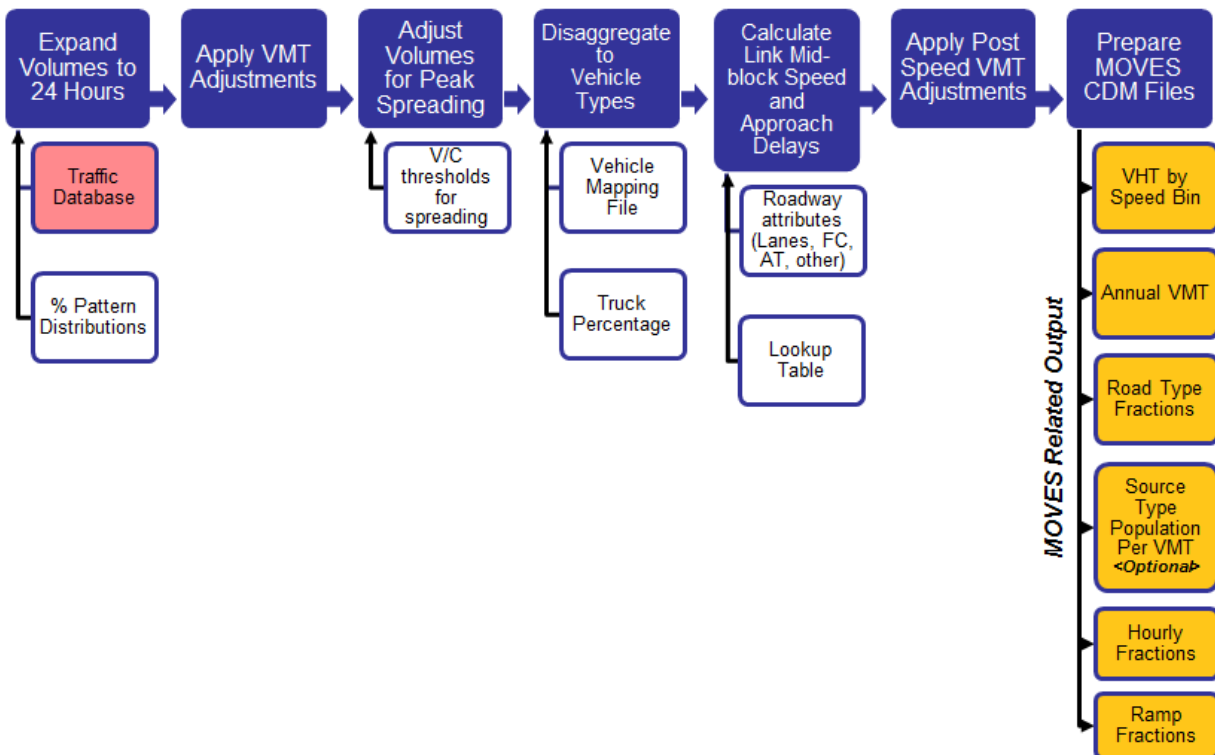 Expand
Volumes to
24 Hours
Apply VMT
Adjustments
Adjust
Volumes
for Peak
Spreading
Disaggregate
to
Vehicle
Types
Calculate
Link Mid-
block Speed
and
Approach
Delays
Apply Post
Speed VMT
Adjustments
Prepare
MOVES
CDM Files
Traffic
Database
% Pattern
Distributions
V/C
thresholds
for
spreading
Vehicle
Mapping
File
Truck
Percentage
Roadway
attributes
(Lanes, FC,
AT, other)
Lookup
Table
MOVES Related Output
VHT by
Speed Bin
Annual VMT
Road Type
Fractions
Source
Type
Population
Per VMT
<Optional>
Hourly
Fractions
Ramp
Fractions